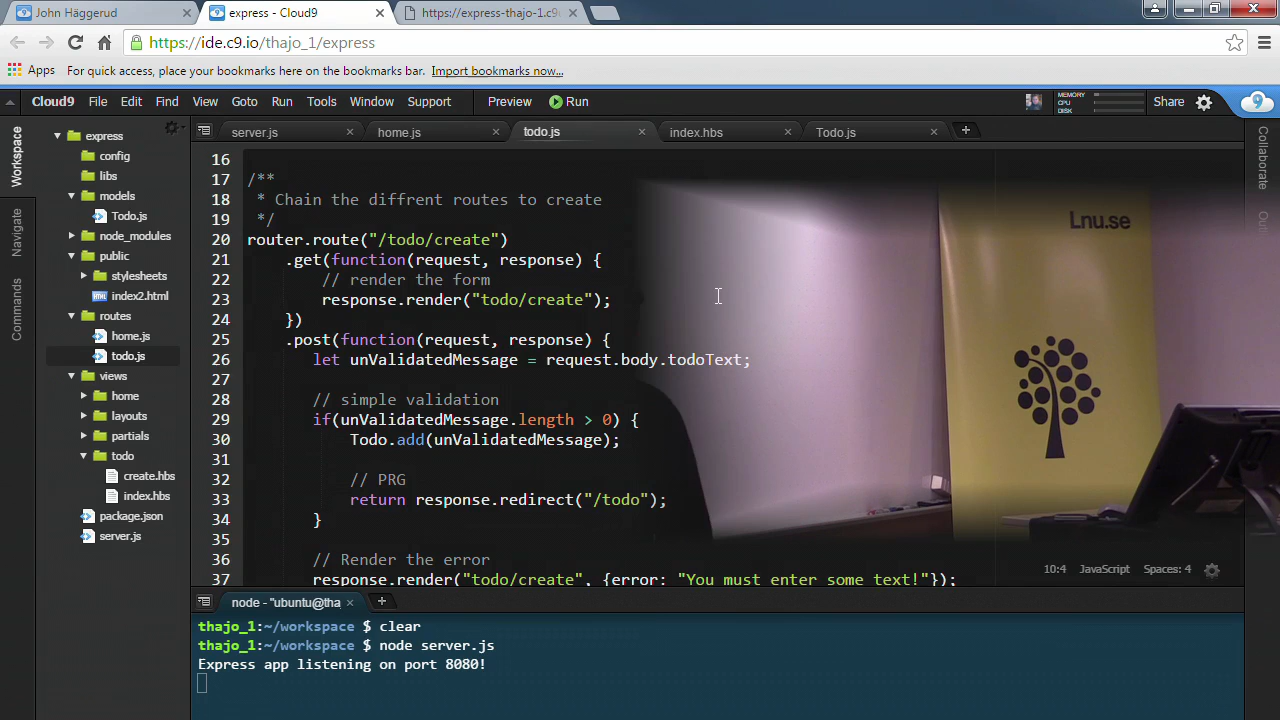 John Häggerud
express - Cloud9
https://express-thajo-1.c9
https://ide.c9.io/thajo_1/express
Apps
For quick access, place your bookmarks here on the bookmarks bar.
Import bookmarks now...
Cloud9 File Edit Find View Goto Run Tools Window Support Preview Run
MEMORY
CPU
DISK
Share
server.js
home.js
todo.js
index.hbs
Todo.js
Workspace
Navigate
Commands
Collaborate
express
config
libs
models
Todo.js
node_modules
public
stylesheets
index2.html
routes
home.js
todo.js
views
home
layouts
partials
todo
create.hbs
index.hbs
package.json
server.js
16
17 /**
18 * Chain the diffrent routes to create
19 */
20 router.route("/todo/create")
21 .get(function(request, response) {
22 // render the form
23 response.render("todo/create");
24 })
25 .post(function(request, response) {
26 let unValidatedMessage = request.body.todoText;
27
28 // simple validation
29 if(unValidatedMessage.length > 0) {
30 Todo.add(unValidatedMessage);
31
32 // PRG
33 return response.redirect("/todo");
34 }
35
36 // Render the error
37 response.render("todo/create", {error: "You must enter some text!"});
Lnu.se
10:4 JavaScript Spaces: 4
node - "ubuntu@tha
thajo_1:~/workspace $ clear
thajo_1:~/workspace $ node server.js
Express app listening on port 8080!